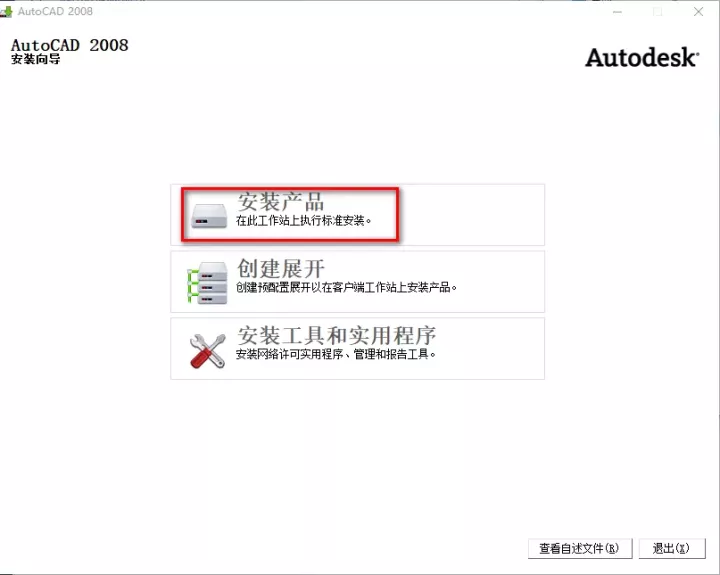 AutoCAD 2008
AutoCAD 2008
安装向导
Autodesk
安装产品
在此工作站上执行标准安装。
创建展开
创建预配置展开以在客户端工作站上安装产品。
安装工具和实用程序
安装网络许可实用程序、管理和报告工具。
查看自述文件(R)
退出(X)